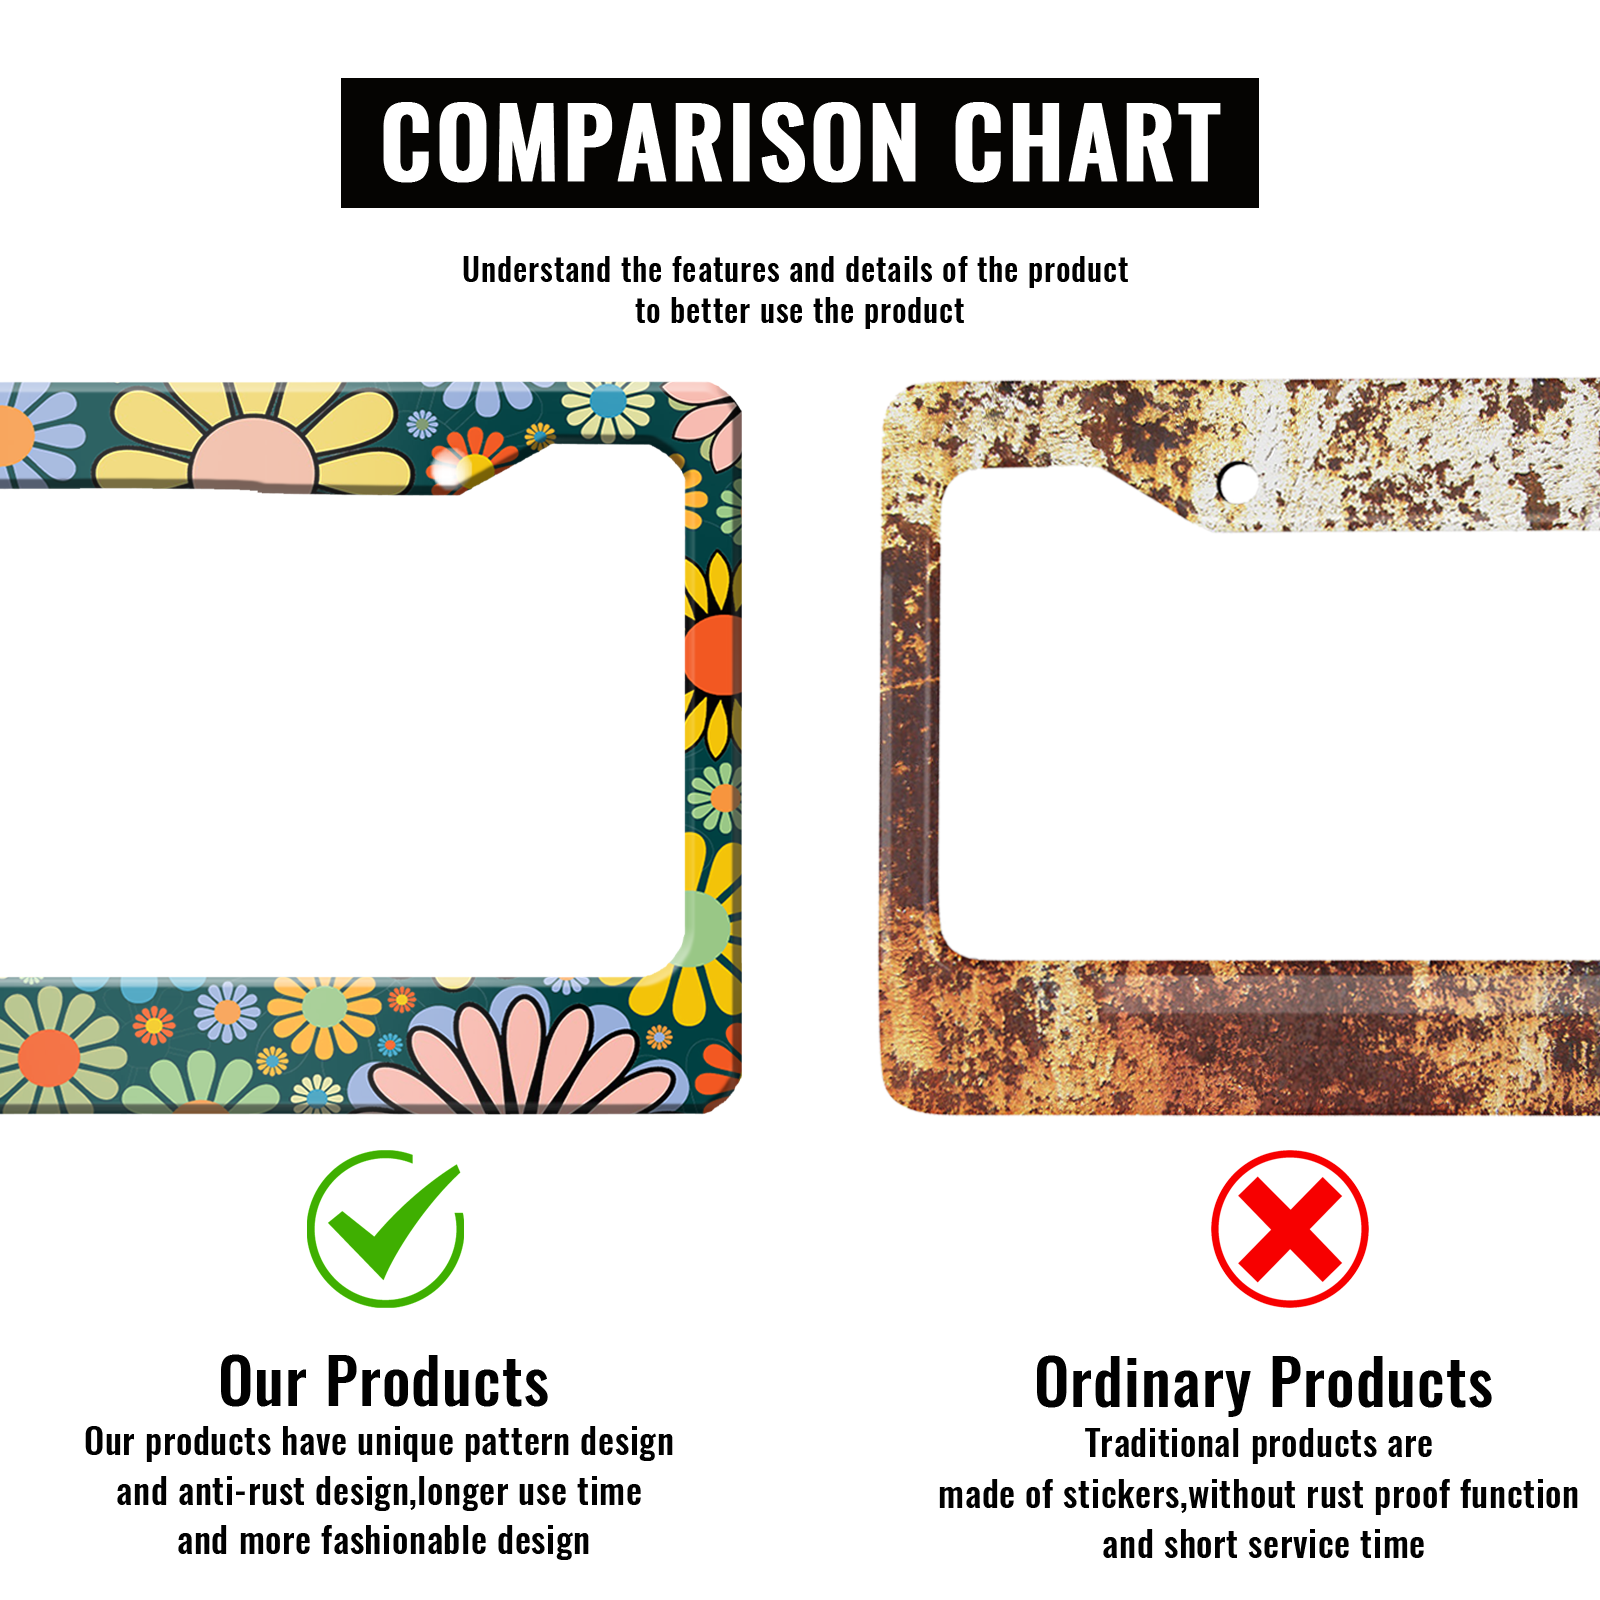 COMPARISON CHART
Understand the features and details of the product
to better use the product
Our Products
Our products have unique pattern design
and anti-rust design,longer use time
and more fashionable design
Ordinary Products
Traditional products are
made of stickers,without rust proof function
and short service time